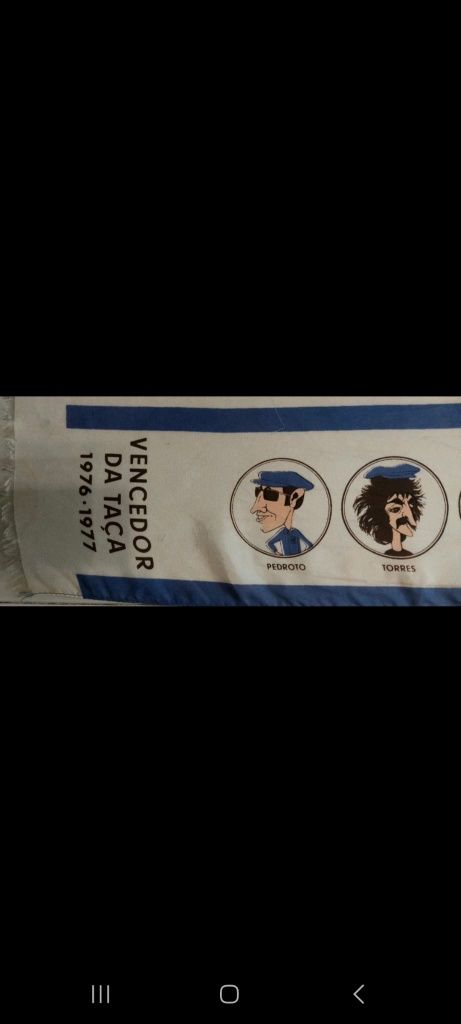 VENCEDOR
DA TAÇA
1976·1977
PEDROTO
TORRES